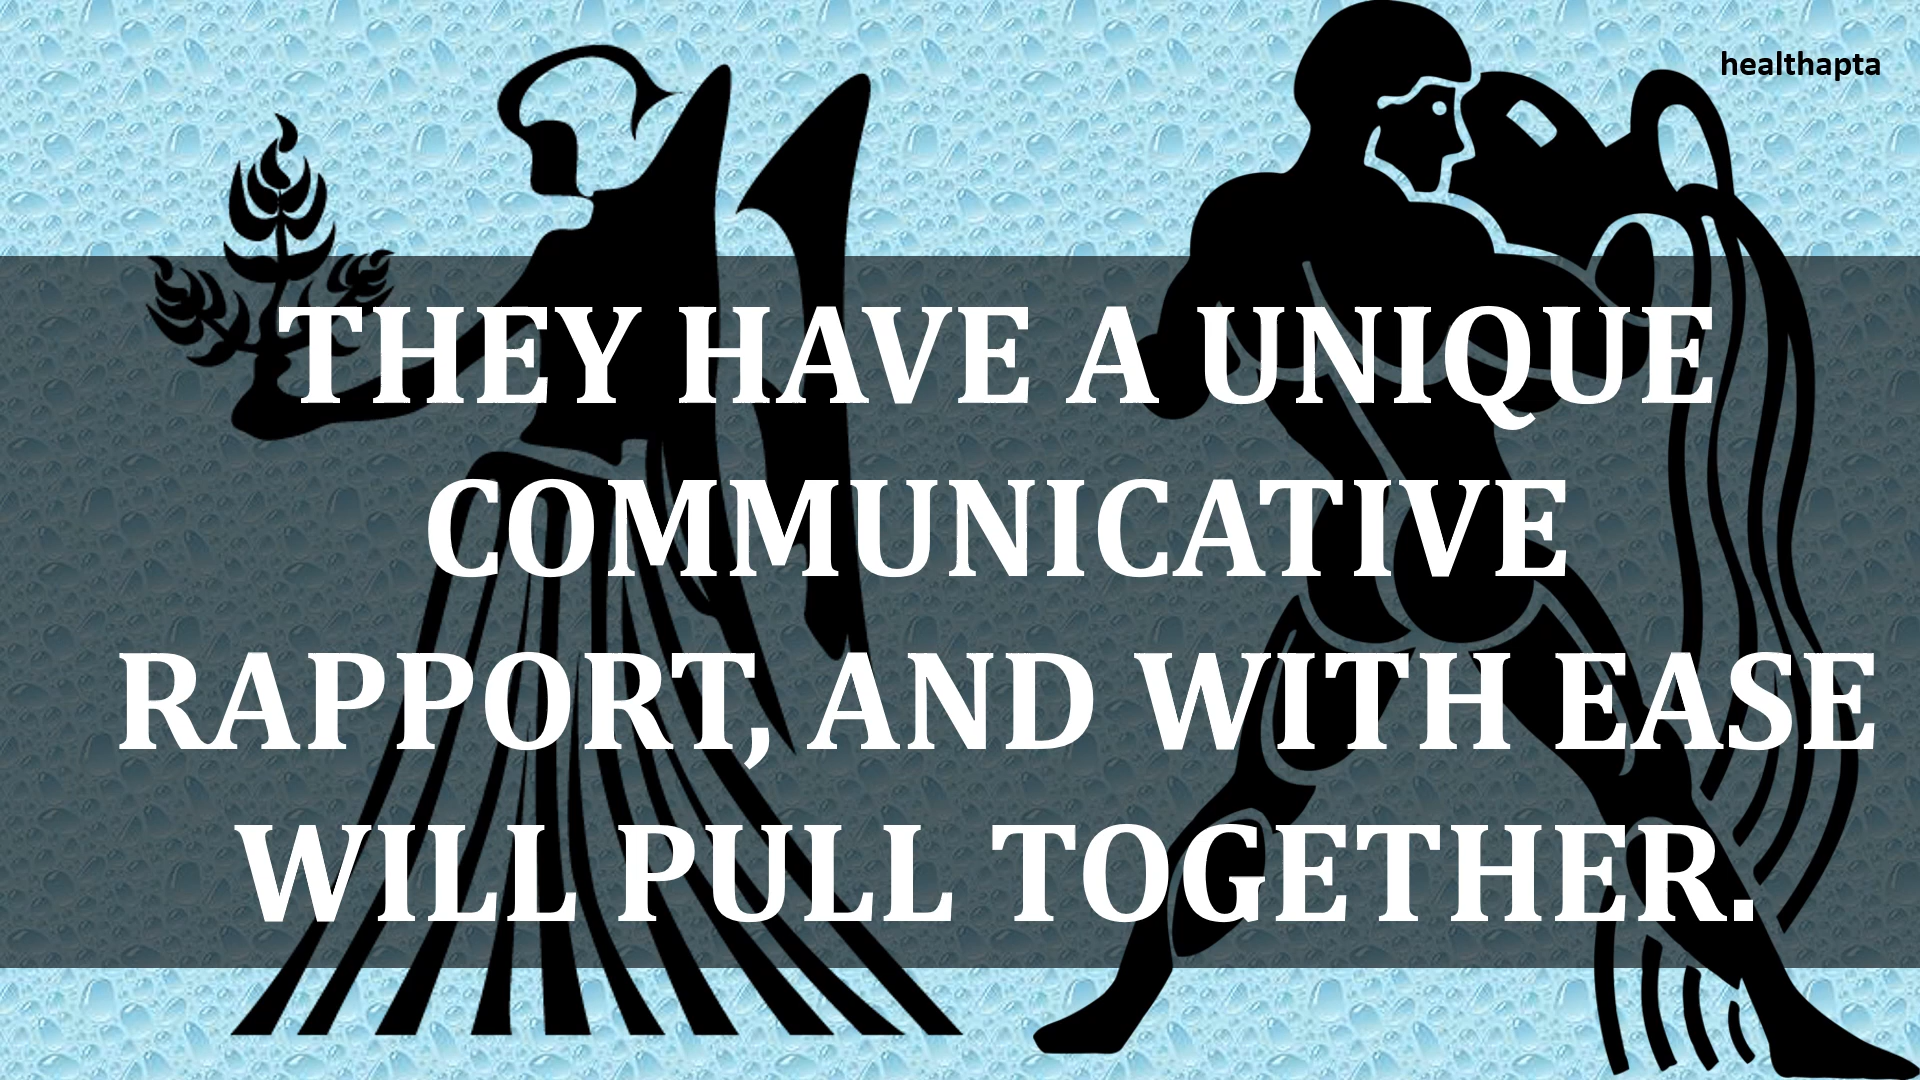 healthapta
THEY HAVE A UNIQUE
COMMUNICATIVE
RAPPORT, AND WITH EASE
WILL PULL TOGETHER.